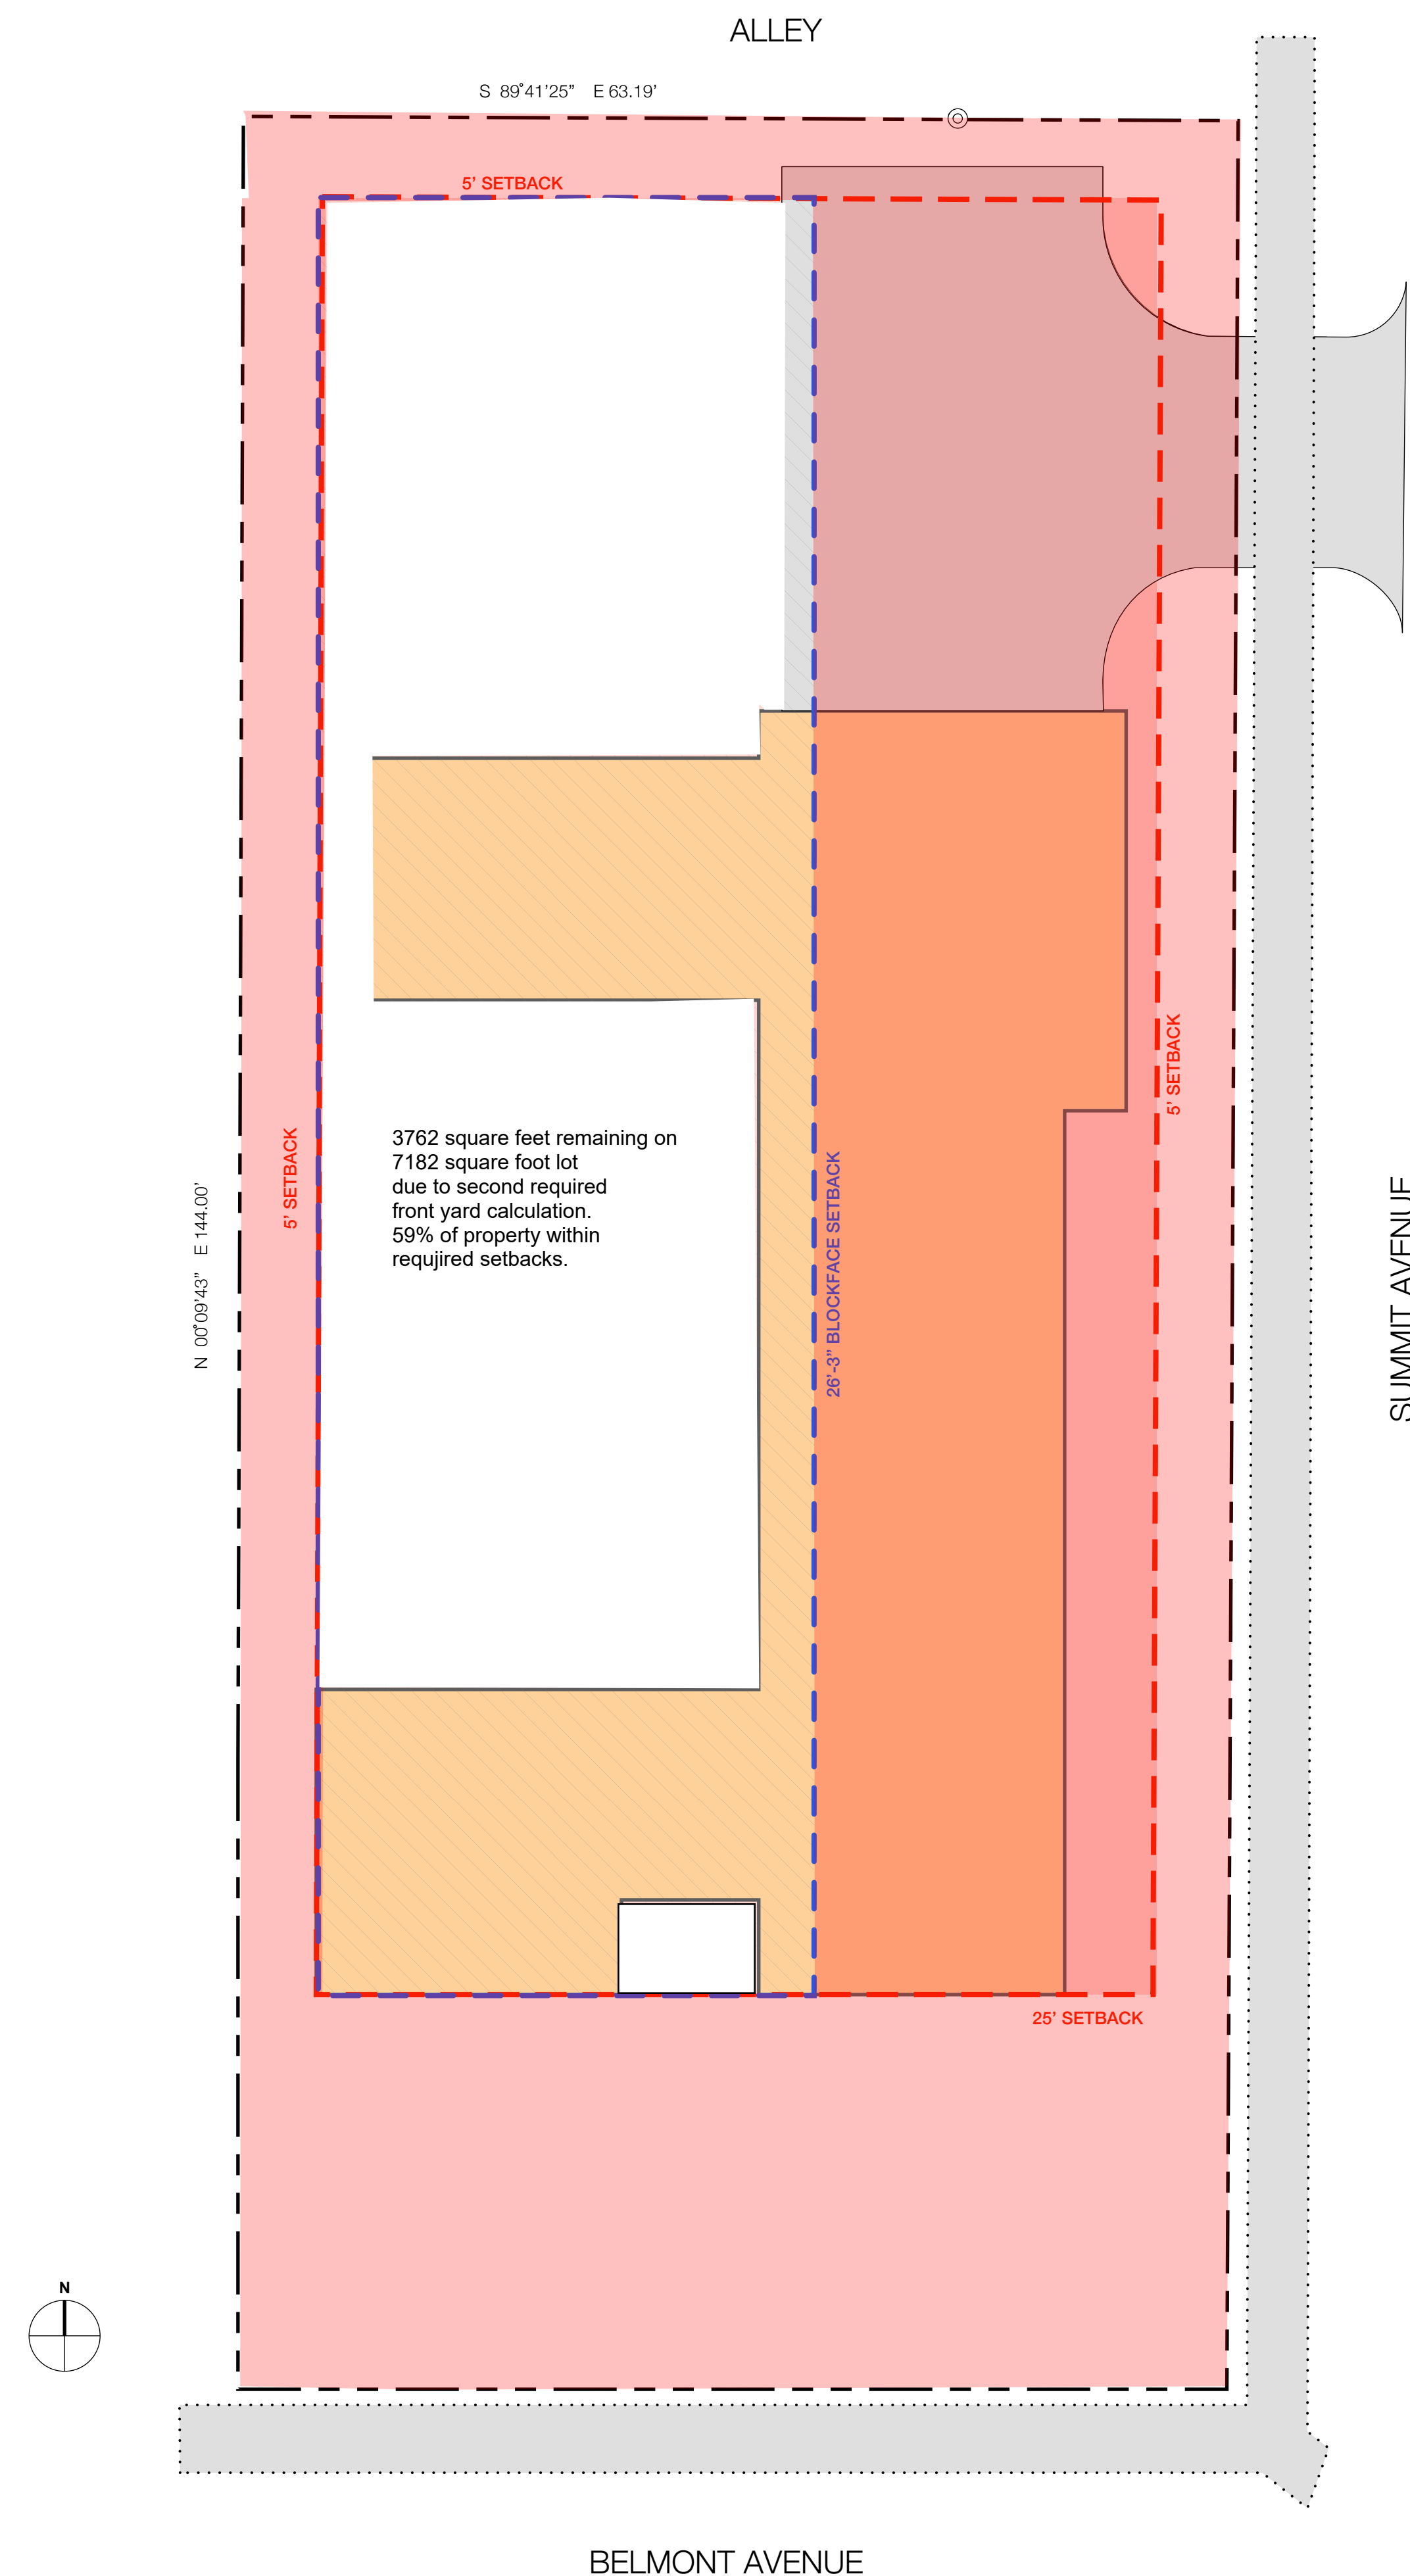 ALLEY
S 89°41'25" E 63.19'
5' SETBACK
5' SETBACK
5' SETBACK
3762 square feet remaining on
7182 square foot lot
due to second required
front yard calculation.
59% of property within
requjired setbacks.
26'-3" BLOCKFACE SETBACK
N 00°09'43" E 144.00'
SUMMIT AVENUE
25' SETBACK
N
BELMONT AVENUE